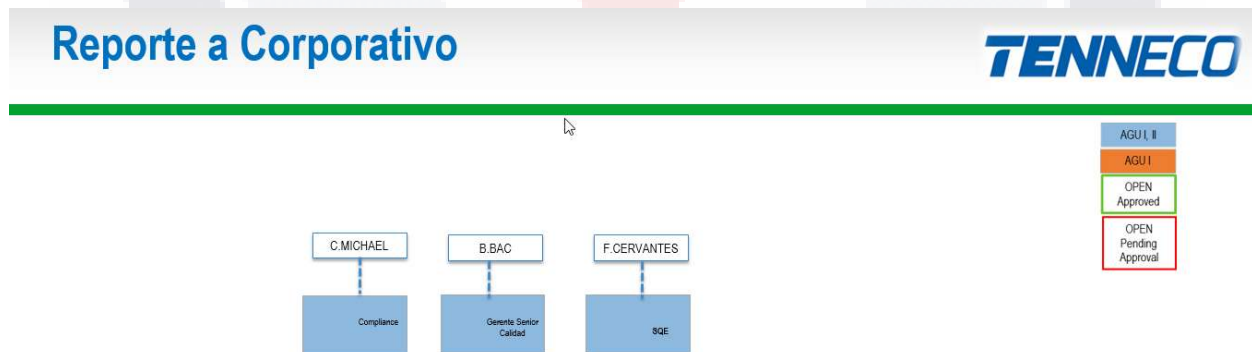 Reporte a Corporativo
TENNECO
AGU I, II
AGU I
OPEN
Approved
OPEN
Pending
Approval
C.MICHAEL
B.BAC
F.CERVANTES
Compliance
Gerente Senior
Calidad
SQE